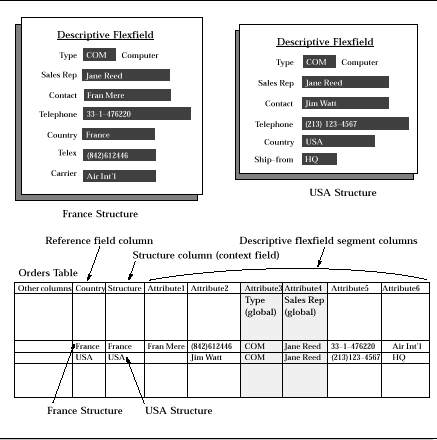 Descriptive Flexfield
Type COM Computer
Sales Rep Jane Reed
Contact Fran Mere
Telephone 33-1-476220
Country France
Telex (842)612446
Carrier Air Int'l
France Structure
Descriptive Flexfield
Type COM Computer
Sales Rep Jane Reed
Contact Jim Watt
Telephone (213) 123-4567
Country USA
Ship-from HQ
USA Structure
Reference field column
Structure column (context field)
Descriptive flexfield segment columns
Orders Table
Other columns Country Structure Attribute1 Attribute2 Attribute3 Attribute4 Attribute5 Attribute6
Type Sales Rep
(global) (global)
France France Fran Mere (842)612446 COM Jane Reed 33-1-476220 Air Int'l
USA USA Jim Watt COM Jane Reed (213)123-4567 HQ
France Structure USA Structure